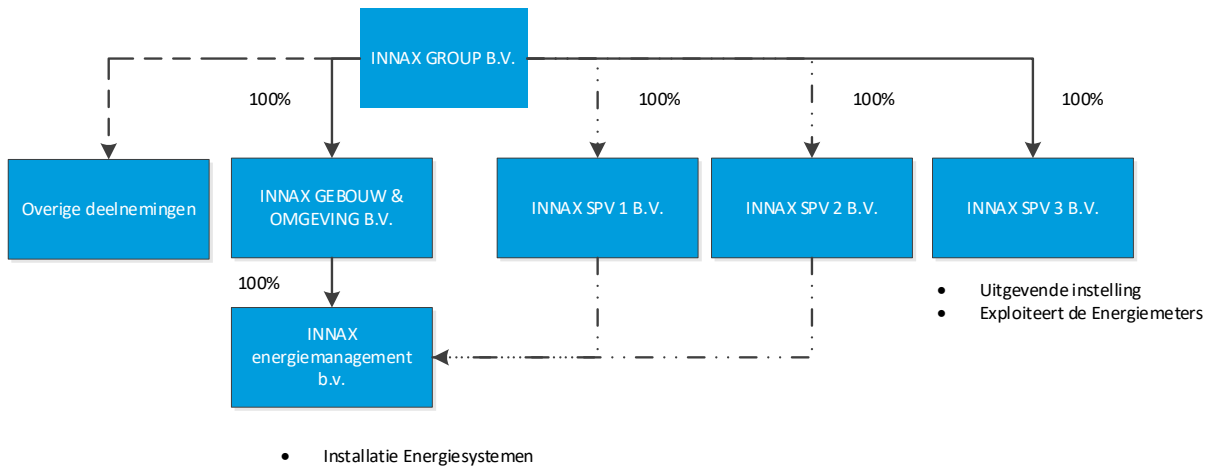 INNAX GROUP B.V.
100%
100%
100%
100%
Overige deelnemingen
INNAX GEBOUW &
OMGEVING B.V.
INNAX SPV 1 B.V.
INNAX SPV 2 B.V.
INNAX SPV 3 B.V.
100%
• Uitgevende instelling
• Exploiteert de Energiemeters
INNAX
energiemanagement
b.v.
• Installatie Energiesystemen